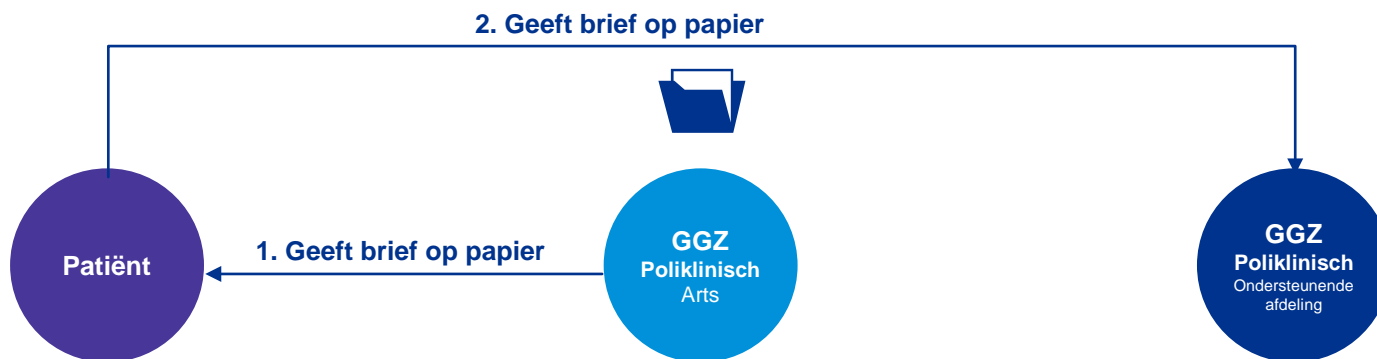 2. Geeft brief op papier
Patiënt
1. Geeft brief op papier
GGZ
Poliklinisch
Arts
GGZ
Poliklinisch
Ondersteunende
afdeling